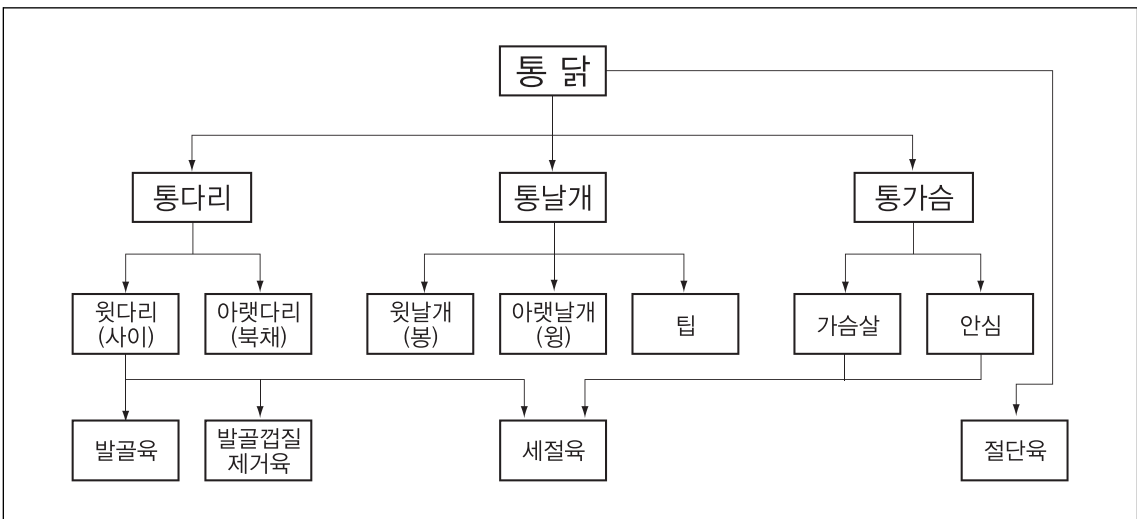 통 닭
통다리
통날개
통가슴
윗다리
(사이)
아랫다리
(북채)
윗날개
(봉)
아랫날개
(윙)
팁
가슴살
안심
발골육
발골껍질
제거육
세절육
절단육